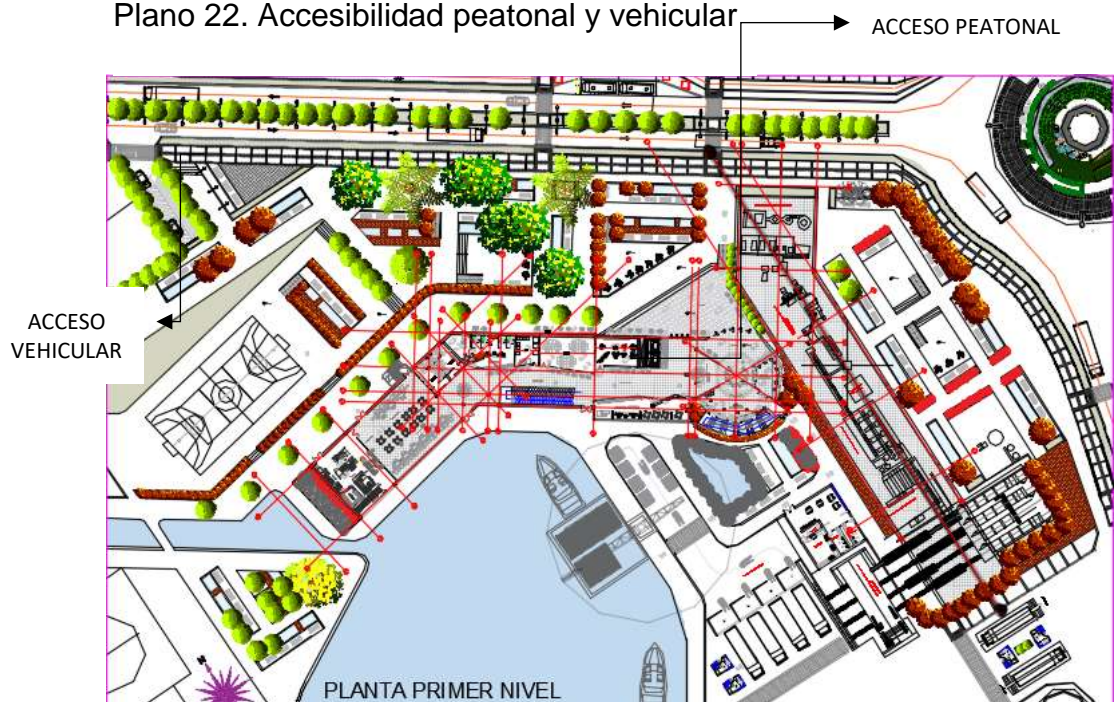 Plano 22. Accesibilidad peatonal y vehicular
ACCESO PEATONAL
ACCESO
VEHICULAR
PLANTA PRIMER NIVEL